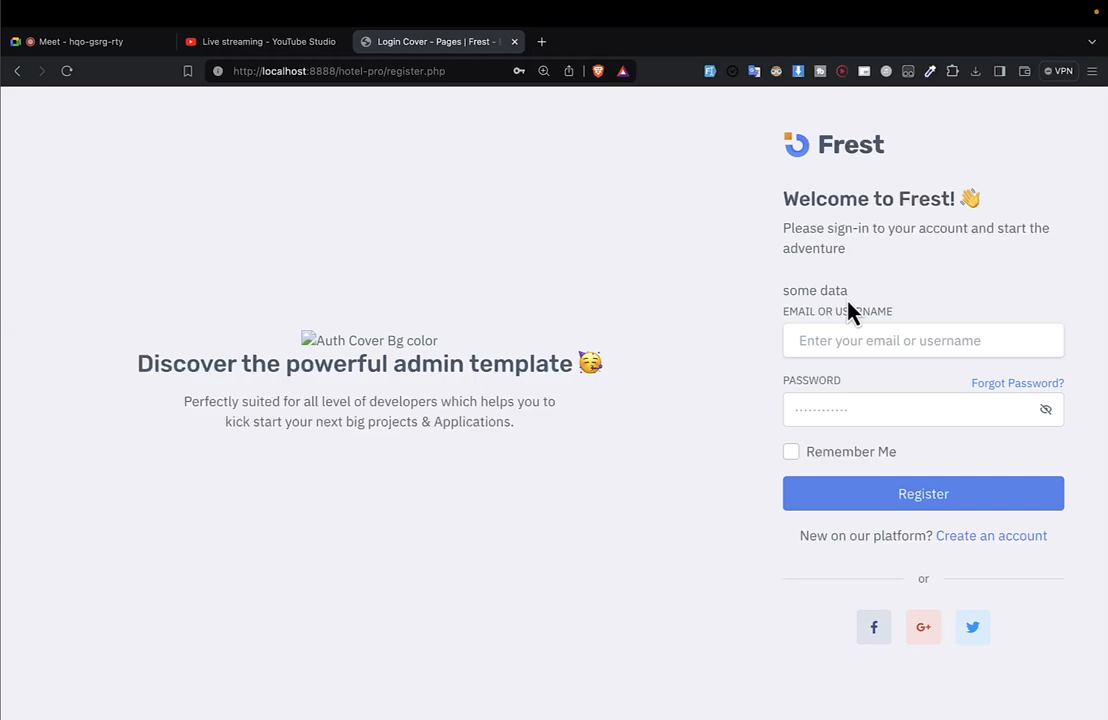 Meet - hqo-gsrg-rty
Live streaming - YouTube Studio
Login Cover - Pages | Frest -
http://localhost:8888/hotel-pro/register.php
VPN
Frest
Welcome to Frest! 👋
Please sign-in to your account and start the
adventure
some data
EMAIL OR USERNAME
Enter your email or username
PASSWORD
Forgot Password?
Remember Me
Register
New on our platform? Create an account
or
f
G+
Auth Cover Bg color
Discover the powerful admin template 🥳
Perfectly suited for all level of developers which helps you to
kick start your next big projects & Applications.